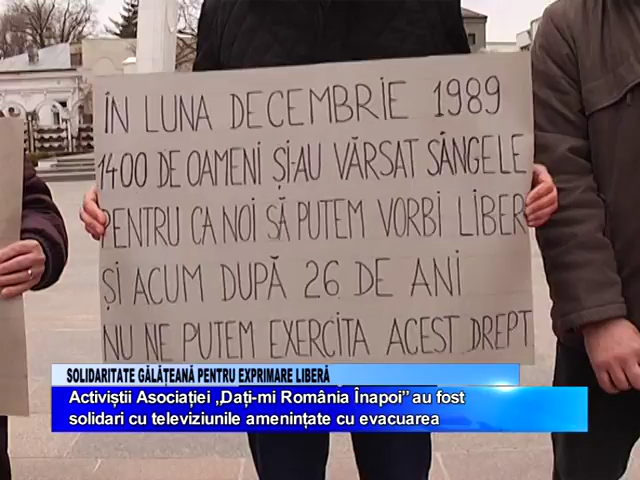 ÎN LUNA DECEMBRIE 1989
1400 DE OAMENI ȘI-AU VĂRSAT SÂNGELE
PENTRU CA NOI SĂ PUTEM VORBI LIBER
ȘI ACUM DUPĂ 26 DE ANI
NU NE PUTEM EXERCITA ACEST DREPT
SOLIDARITATE GĂLĂȚEANĂ PENTRU EXPRIMARE LIBERĂ
Activiștii Asociației „Dați-mi România Înapoi” au fost
solidari cu televiziunile amenințate cu evacuarea